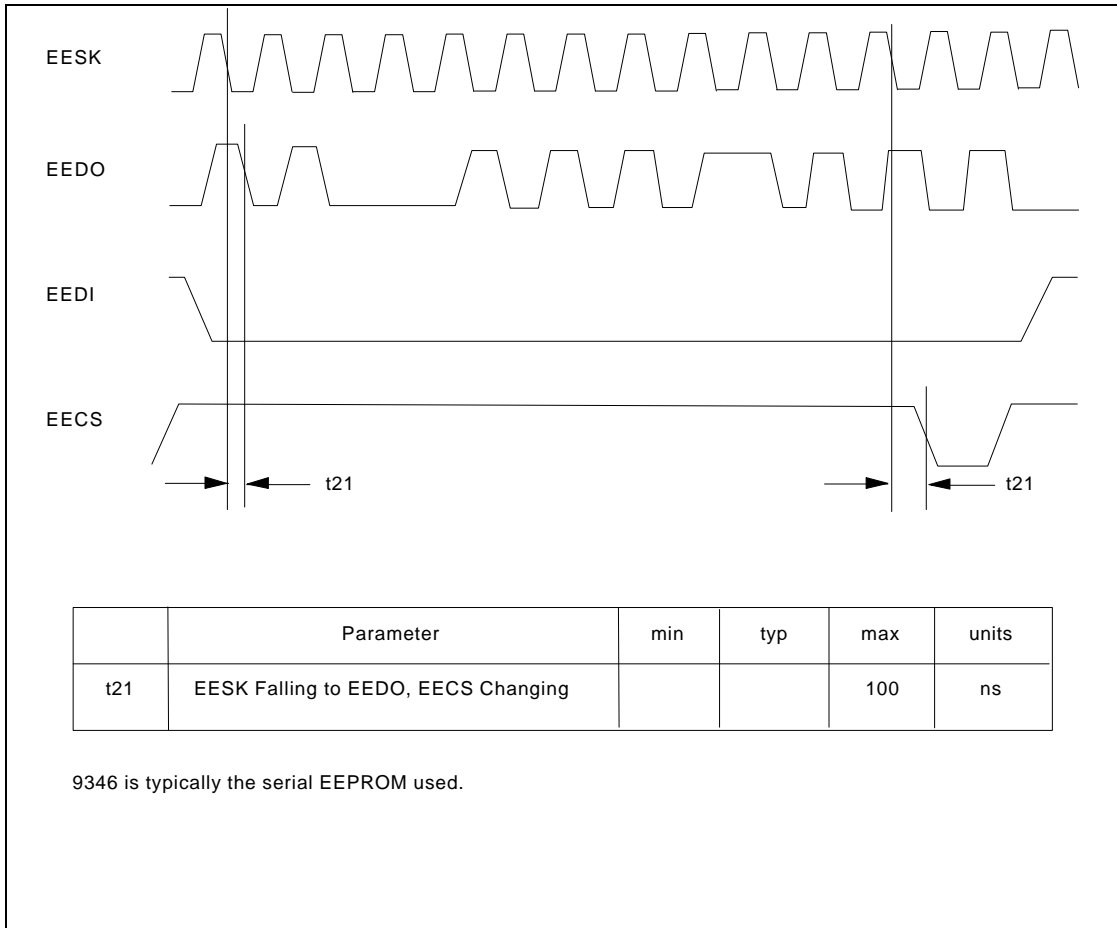 EESK
EEDO
EEDI
EECS
t21 t21
Parameter min typ max units
t21 EESK Falling to EEDO, EECS Changing 100 ns
9346 is typically the serial EEPROM used.